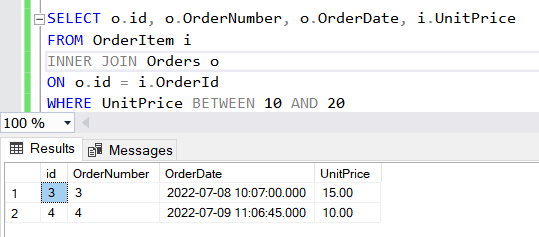 SELECT o.id, o.OrderNumber, o.OrderDate, i.UnitPrice
FROM OrderItem i
INNER JOIN Orders o
ON o.id = i.OrderId
WHERE UnitPrice BETWEEN 10 AND 20
100 %
Results Messages
id OrderNumber OrderDate UnitPrice
1 3 3 2022-07-08 10:07:00.000 15.00
2 4 4 2022-07-09 11:06:45.000 10.00